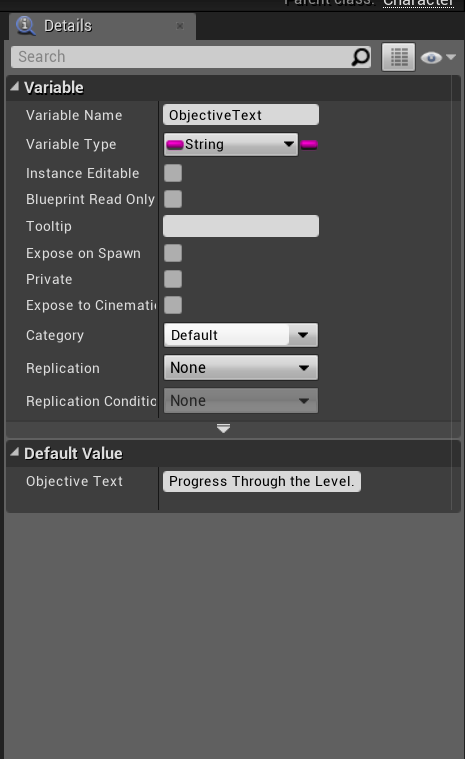 Parent class: Character
Details
Search
Variable
Variable Name ObjectiveText
Variable Type String
Instance Editable
Blueprint Read Only
Tooltip
Expose on Spawn
Private
Expose to Cinemati
Category Default
Replication None
Replication Conditio None
Default Value
Objective Text Progress Through the Level.